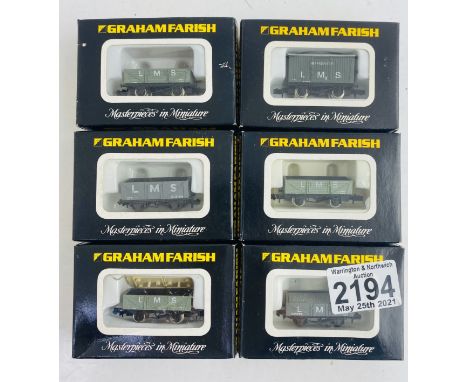 GRAHAM FARISH
L M S
Masterpieces in Miniature
GRAHAM FARISH
L M S
Masterpieces in Miniature
GRAHAM FARISH
L M S
Masterpieces in Miniature
GRAHAM FARISH
L M S
Masterpieces in Miniature
GRAHAM FARISH
L M S
Masterpieces in Miniature
GRAHAM FARISH
Warrington & Northwich
Auction
2194
May 25th 2021
L M
Masterpieces in Miniature